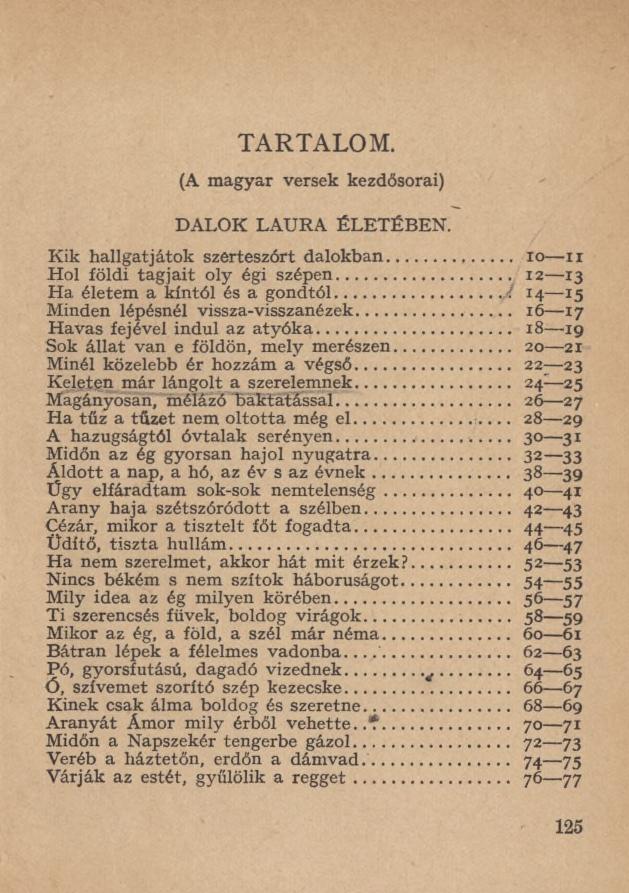 TARTALOM.
(A magyar versek kezdősorai)
DALOK LAURA ÉLETÉBEN.
Kik hallgatjátok szérteszórt dalokban.............. 10—11
Hol földi tagjait oly égi szépen................... 12—13
Ha életem a kíntól és a gondtól................... 14—15
Minden lépésnél vissza-visszanézek................ 16—17
Havas fejével indul az atyóka..................... 18—19
Sok állat van e földön, mely merészen............ 20—21
Minél közelebb ér hozzám a végső................ 22—23
Keleten már lángolt a szerelemnek................ 24—25
Magányosan, mélázó baktatással.................. 26—27
Ha tűz a tűzet nem oltotta még el................ 28—29
A hazugságtól óvtalak serényen.................. 30—31
Midőn az ég gyorsan hajol nyugatra.............. 32—33
Áldott a nap, a hó, az év s az évnek .............. 38—39
Úgy elfáradtam sok-sok nemtelenség ............. 40—41
Arany haja szétszóródott a szélben............... 42—43
Cézár, mikor a tisztelt főt fogadta................ 44—45
Üdítő, tiszta hullám............................ 46—47
Ha nem szerelmet, akkor hát mit érzek?.......... 52—53
Nincs békém s nem szítok háboruságot........... 54—55
Mily idea az ég milyen körében.................. 56—57
Ti szerencsés füvek, boldog virágok............... 58—59
Mikor az ég, a föld, a szél már néma............. 60—61
Bátran lépek a félelmes vadonba................. 62—63
Pó, gyorsfutású, dagadó vizednek................. 64—65
Ó, szívemet szorító szép kezecske................. 66—67
Kinek csak álma boldog és szeretne............... 68—69
Aranyát Ámor mily érből vehette................. 70—71
Midőn a Napszekér tengerbe gázol................ 72—73
Veréb a háztetőn, erdőn a dámvad............... 74—75
Várják az estét, gyűlölik a regget ................ 76—77
125